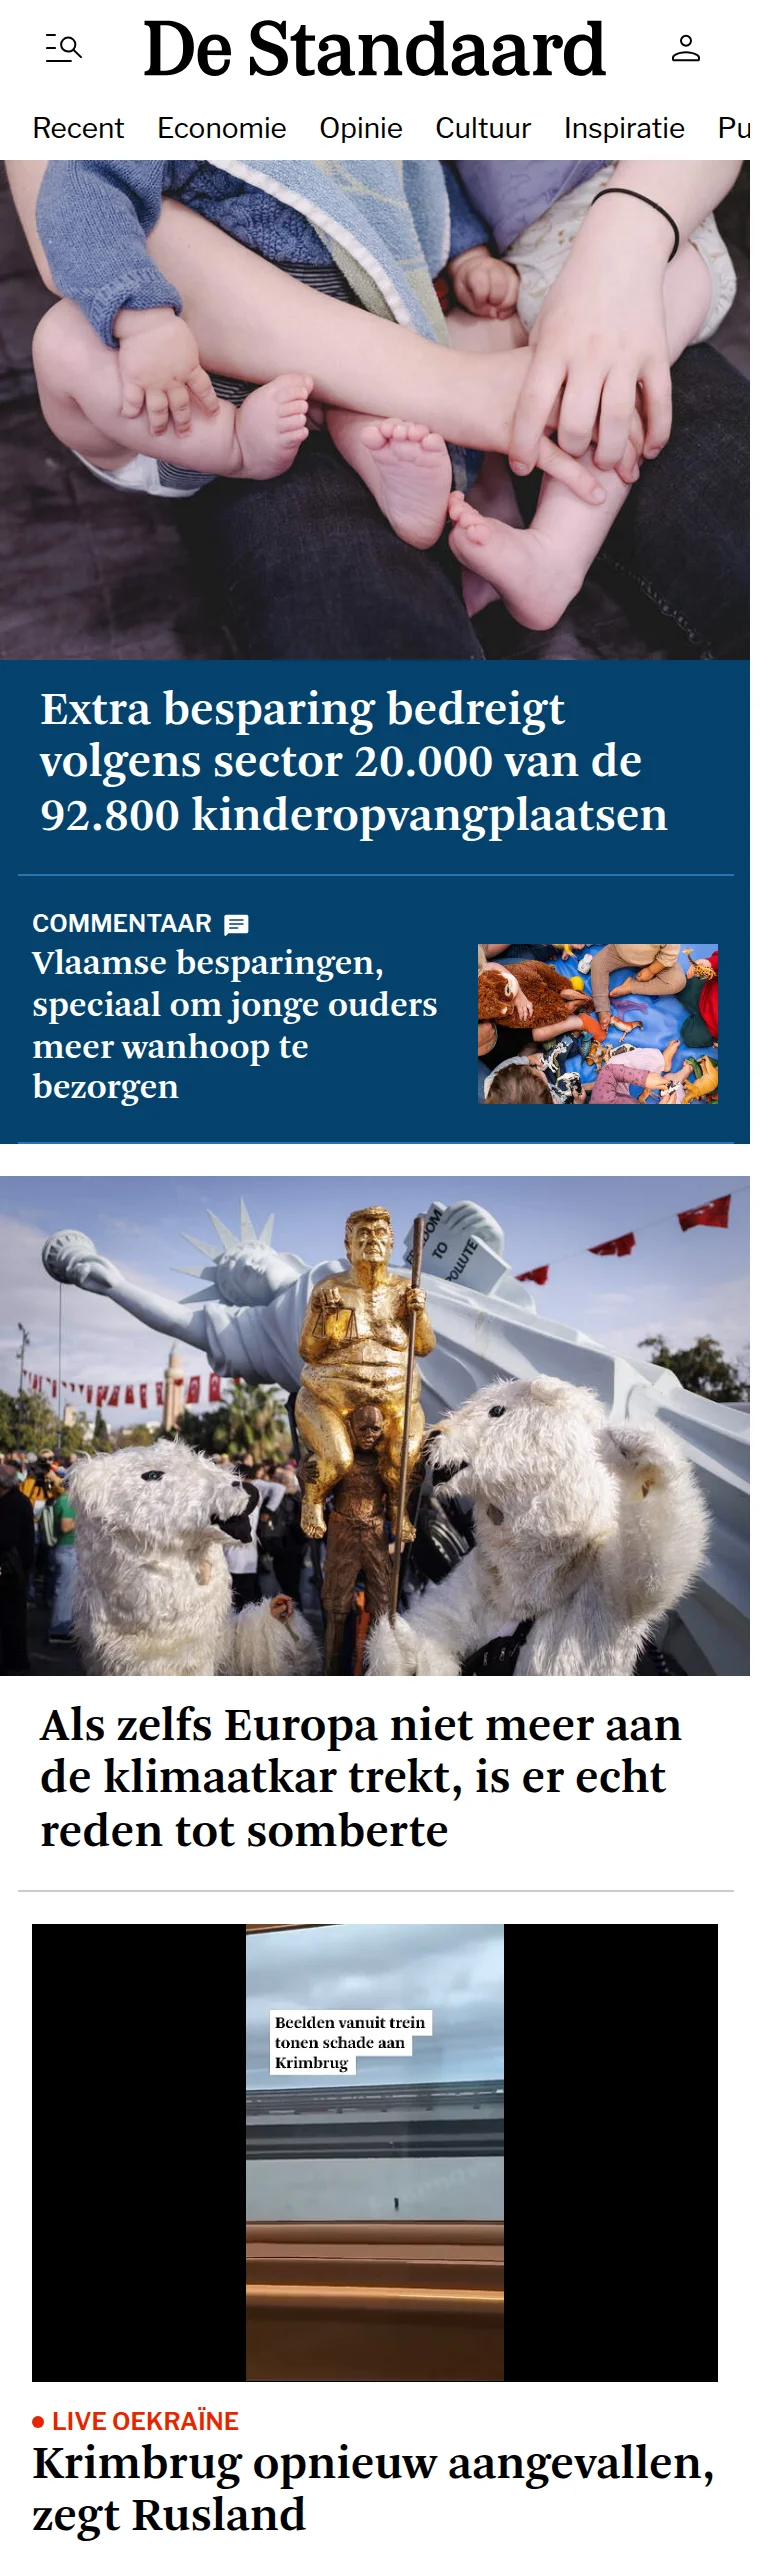 De Standaard
Recent Economie Opinie Cultuur Inspiratie Pu
Extra besparing bedreigt
volgens sector 20.000 van de
92.800 kinderopvangplaatsen
COMMENTAAR
Vlaamse besparingen,
speciaal om jonge ouders
meer wanhoop te
bezorgen
TO
Als zelfs Europa niet meer aan
de klimaatkar trekt, is er echt
reden tot somberte
Beelden vanuit trein
tonen schade aan
Krimbrug
LIVE OEKRAÏNE
Krimbrug opnieuw aangevallen,
zegt Rusland